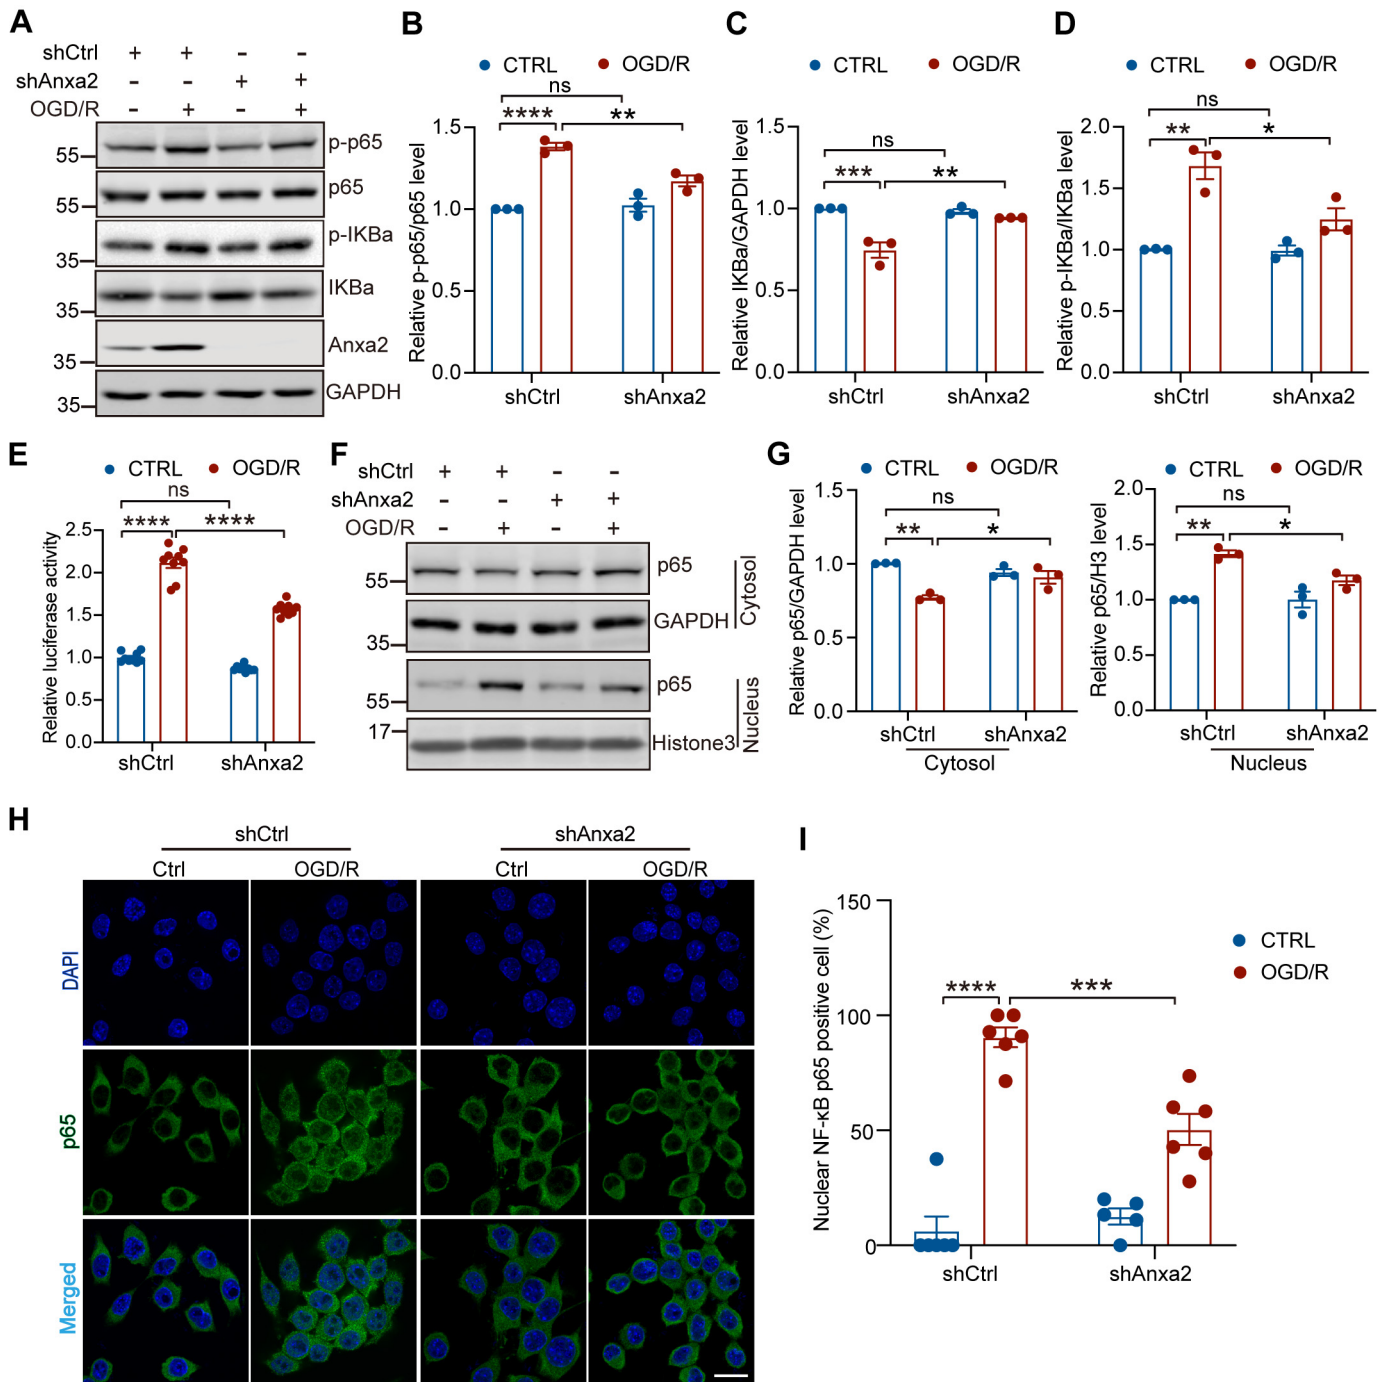 A
shCtrl + + - -
shAnxa2 - - + +
OGD/R - + - +
55 p-p65
55 p65
35 p-IKBa
35 IKBa
35 Anxa2
35 GAPDH
B
CTRL OGD/R
ns
**** **
Relative p-p65/p65 level
1.5
1.0
0.5
0.0
shCtrl shAnxa2
C
CTRL OGD/R
ns
*** **
Relative IKBa/GAPDH level
1.5
1.0
0.5
0.0
shCtrl shAnxa2
D
CTRL OGD/R
ns
** *
Relative p-IKBa/IKBa level
2.0
1.5
1.0
0.5
0.0
shCtrl shAnxa2
E
CTRL OGD/R
ns
**** ****
Relative luciferase activity
2.5
2.0
1.5
1.0
0.5
0.0
shCtrl shAnxa2
F
shCtrl + + - -
shAnxa2 - - + +
OGD/R - + - +
55 p65
35 GAPDH
Cytosol
55 p65
17 Histone3
Nucleus
G
CTRL OGD/R
ns
** *
Relative p65/GAPDH level
1.5
1.0
0.5
0.0
shCtrl shAnxa2
Cytosol
CTRL OGD/R
ns
** *
Relative p65/H3 level
2.0
1.5
1.0
0.5
0.0
shCtrl shAnxa2
Nucleus
H
shCtrl shAnxa2
Ctrl OGD/R Ctrl OGD/R
DAPI
p65
Merged
I
CTRL
OGD/R
**** ***
Nuclear NF-κB p65 positive cell (%)
150
100
50
0
shCtrl shAnxa2